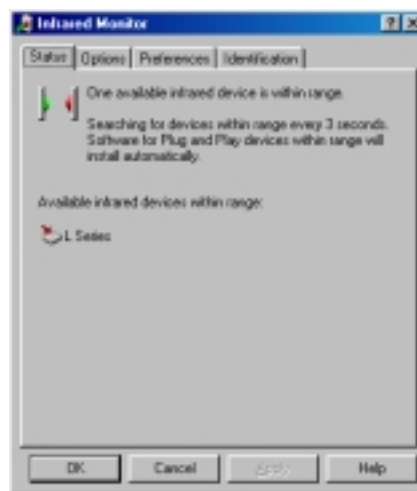 Infrared Monitor
Status Options Preferences Identification
One available infrared device is within range.
Searching for devices within range every 3 seconds.
Software for Plug and Play devices within range will
install automatically.
Available infrared devices within range:
L Series
OK Cancel Apply Help